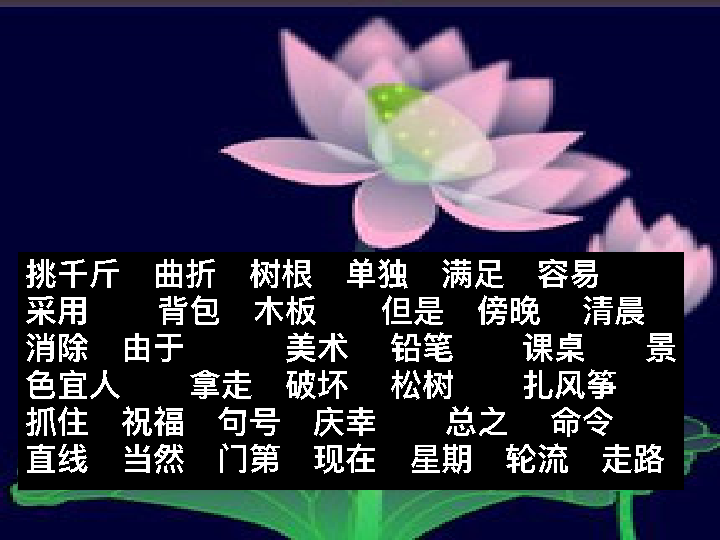 挑千斤 曲折 树根 单独 满足 容易
采用 背包 木板 但是 傍晚 清晨
消除 由于 美术 铅笔 课桌 景
色宜人 拿走 破坏 松树 扎风筝
抓住 祝福 句号 庆幸 总之 命令
直线 当然 门第 现在 星期 轮流 走路